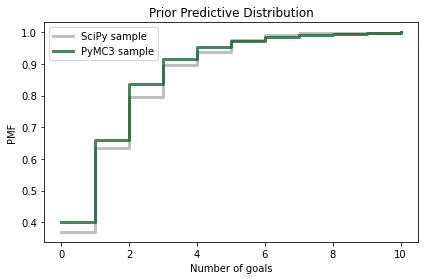 Prior Predictive Distribution
SciPy sample
PyMC3 sample
PMF
1.0
0.9
0.8
0.7
0.6
0.5
0.4
0 2 4 6 8 10
Number of goals